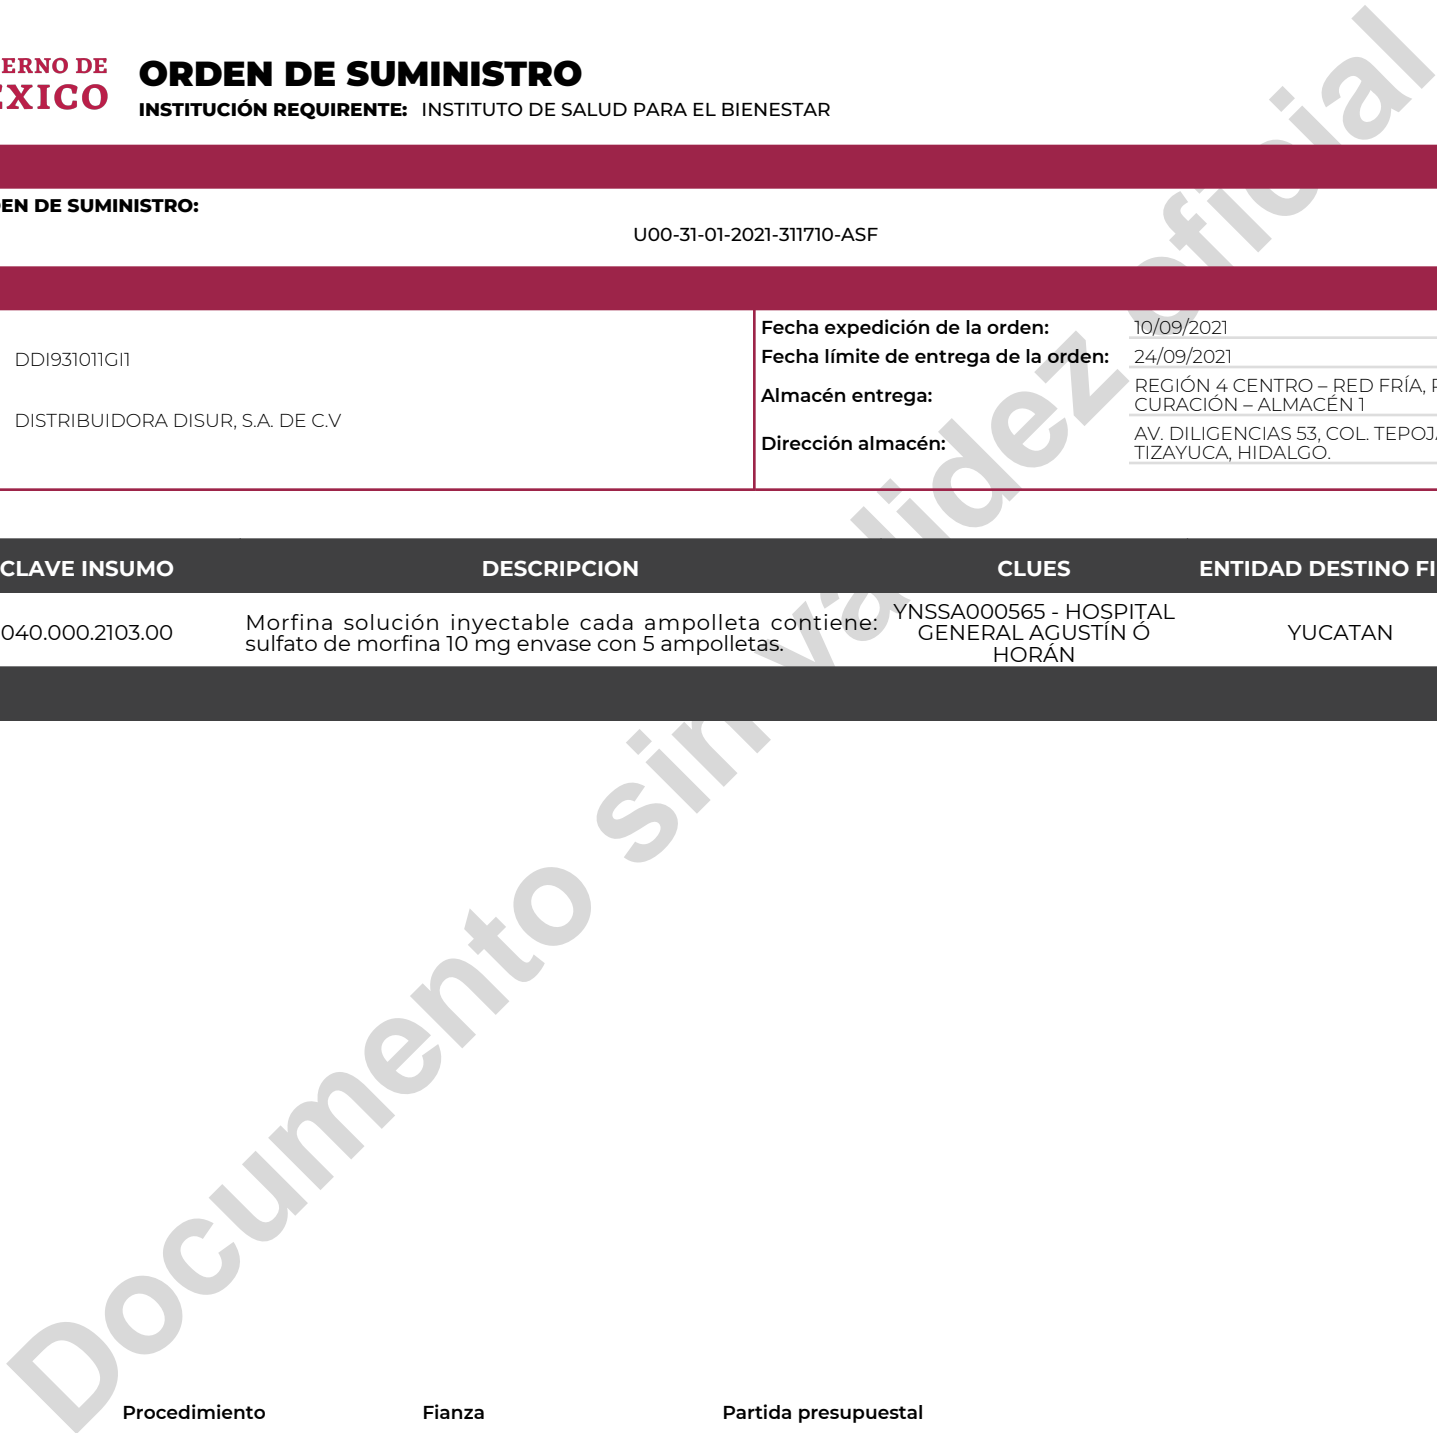 ERNO DE
ÉXICO
ORDEN DE SUMINISTRO
INSTITUCIÓN REQUIRENTE: INSTITUTO DE SALUD PARA EL BIENESTAR
EN DE SUMINISTRO:
U00-31-01-2021-311710-ASF
DDI931011GI1
DISTRIBUIDORA DISUR, S.A. DE C.V
Fecha expedición de la orden: 10/09/2021
Fecha límite de entrega de la orden: 24/09/2021
Almacén entrega: REGIÓN 4 CENTRO – RED FRÍA,
CURACIÓN – ALMACÉN 1
Dirección almacén: AV. DILIGENCIAS 53, COL. TEPOJA
TIZAYUCA, HIDALGO.
CLAVE INSUMO DESCRIPCION CLUES ENTIDAD DESTINO FI
040.000.2103.00
Morfina solución inyectable cada ampolleta contiene:
sulfato de morfina 10 mg envase con 5 ampolletas.
YNSSA000565 - HOSPITAL
GENERAL AGUSTÍN Ó
HORÁN
YUCATAN
Documento sin validez oficial
Procedimiento Fianza Partida presupuestal